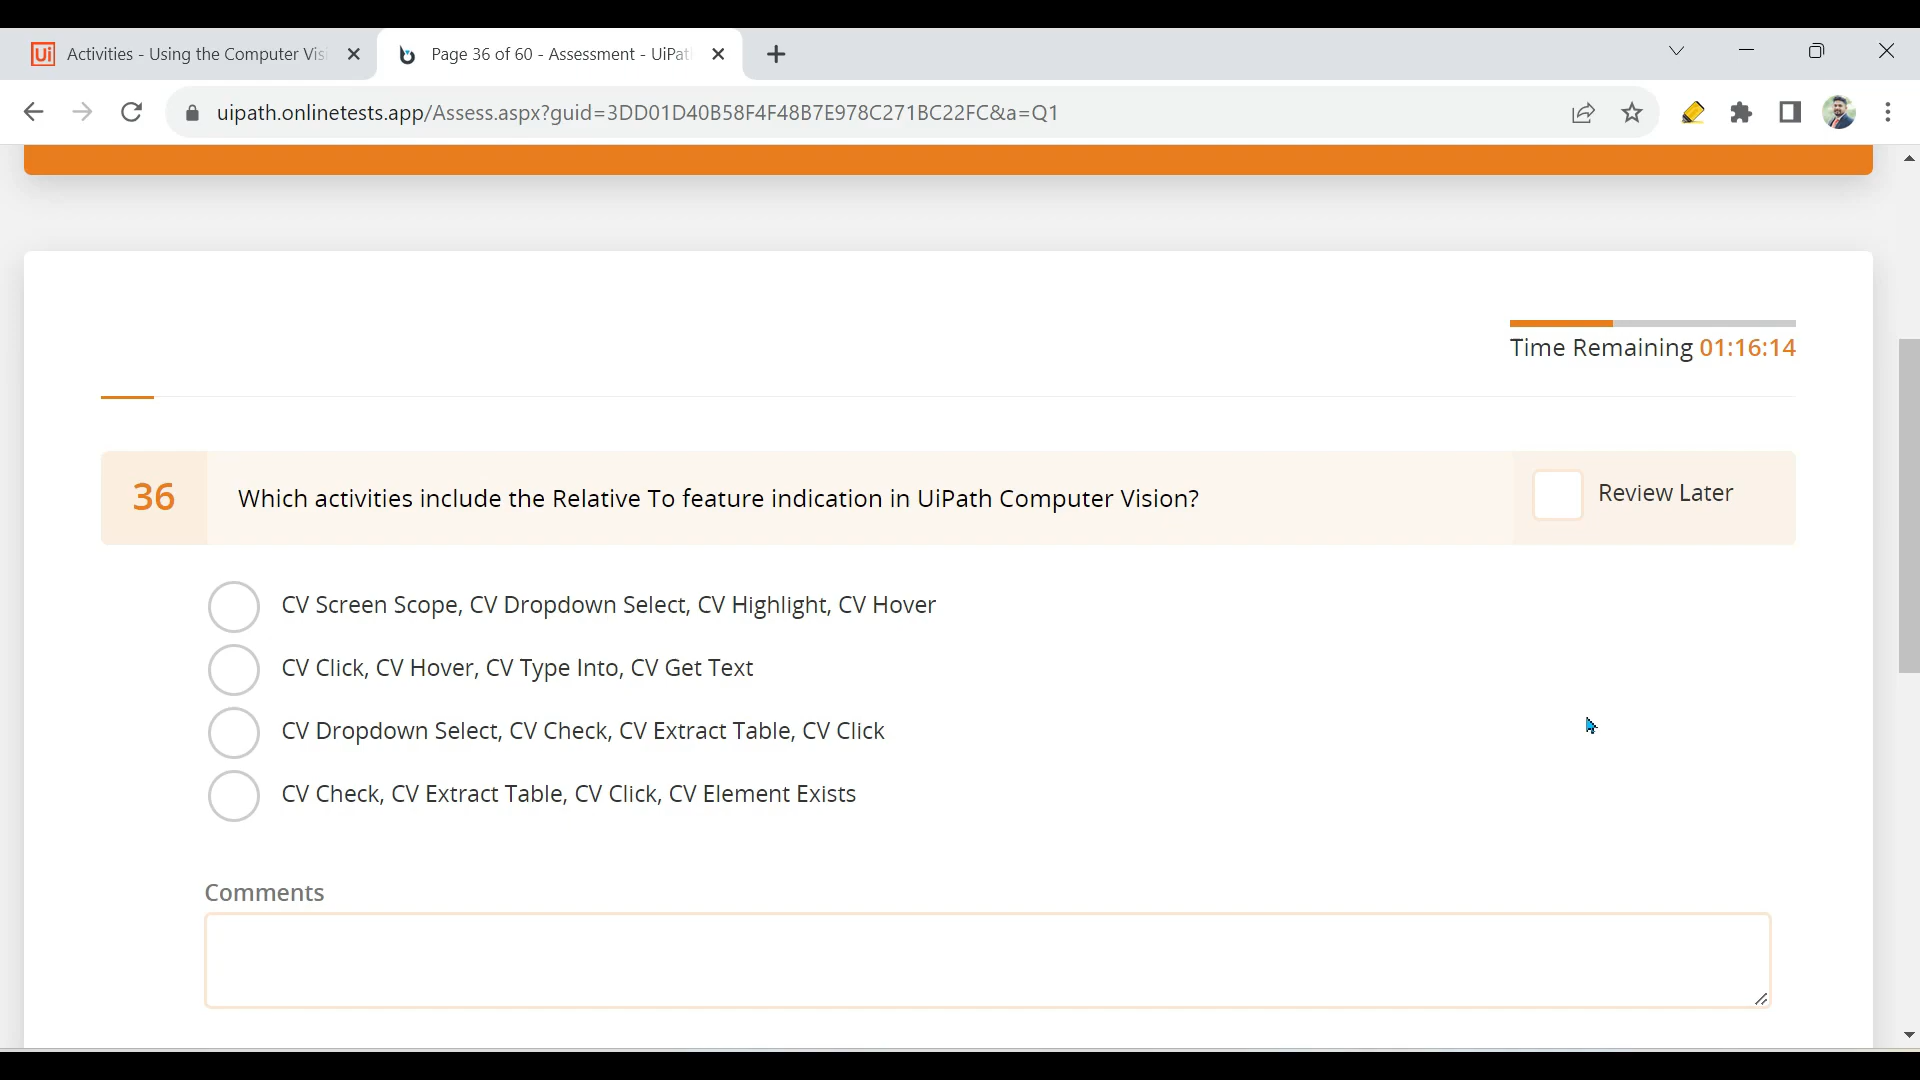 Ui Activities - Using the Computer Vis
Page 36 of 60 - Assessment - UiPat
uipath.onlinetests.app/Assess.aspx?guid=3DD01D40B58F4F48B7E978C271BC22FC&a=Q1
Time Remaining 01:16:14
36 Which activities include the Relative To feature indication in UiPath Computer Vision? Review Later
CV Screen Scope, CV Dropdown Select, CV Highlight, CV Hover
CV Click, CV Hover, CV Type Into, CV Get Text
CV Dropdown Select, CV Check, CV Extract Table, CV Click
CV Check, CV Extract Table, CV Click, CV Element Exists
Comments